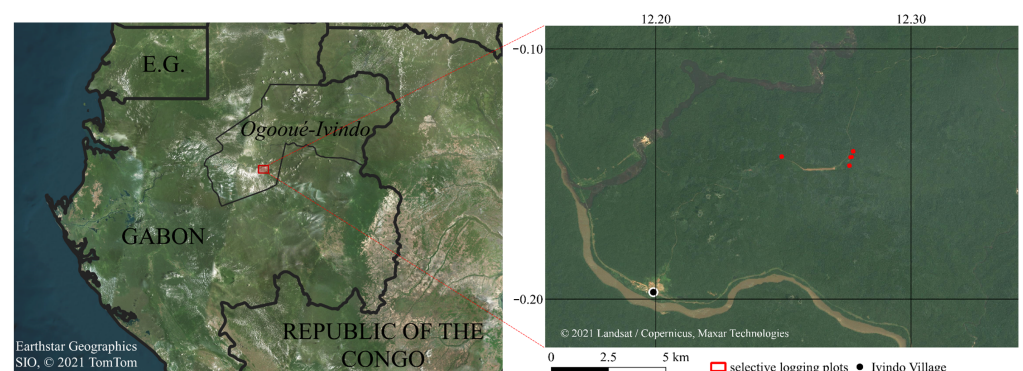 E.G.
Ogooué-Ivindo
GABON
REPUBLIC OF THE
CONGO
Earthstar Geographics
SIO, © 2021 TomTom
12.20
12.30
−0.10
−0.20
© 2021 Landsat / Copernicus, Maxar Technologies
0
2.5
5 km
selective logging plots
Ivindo Village